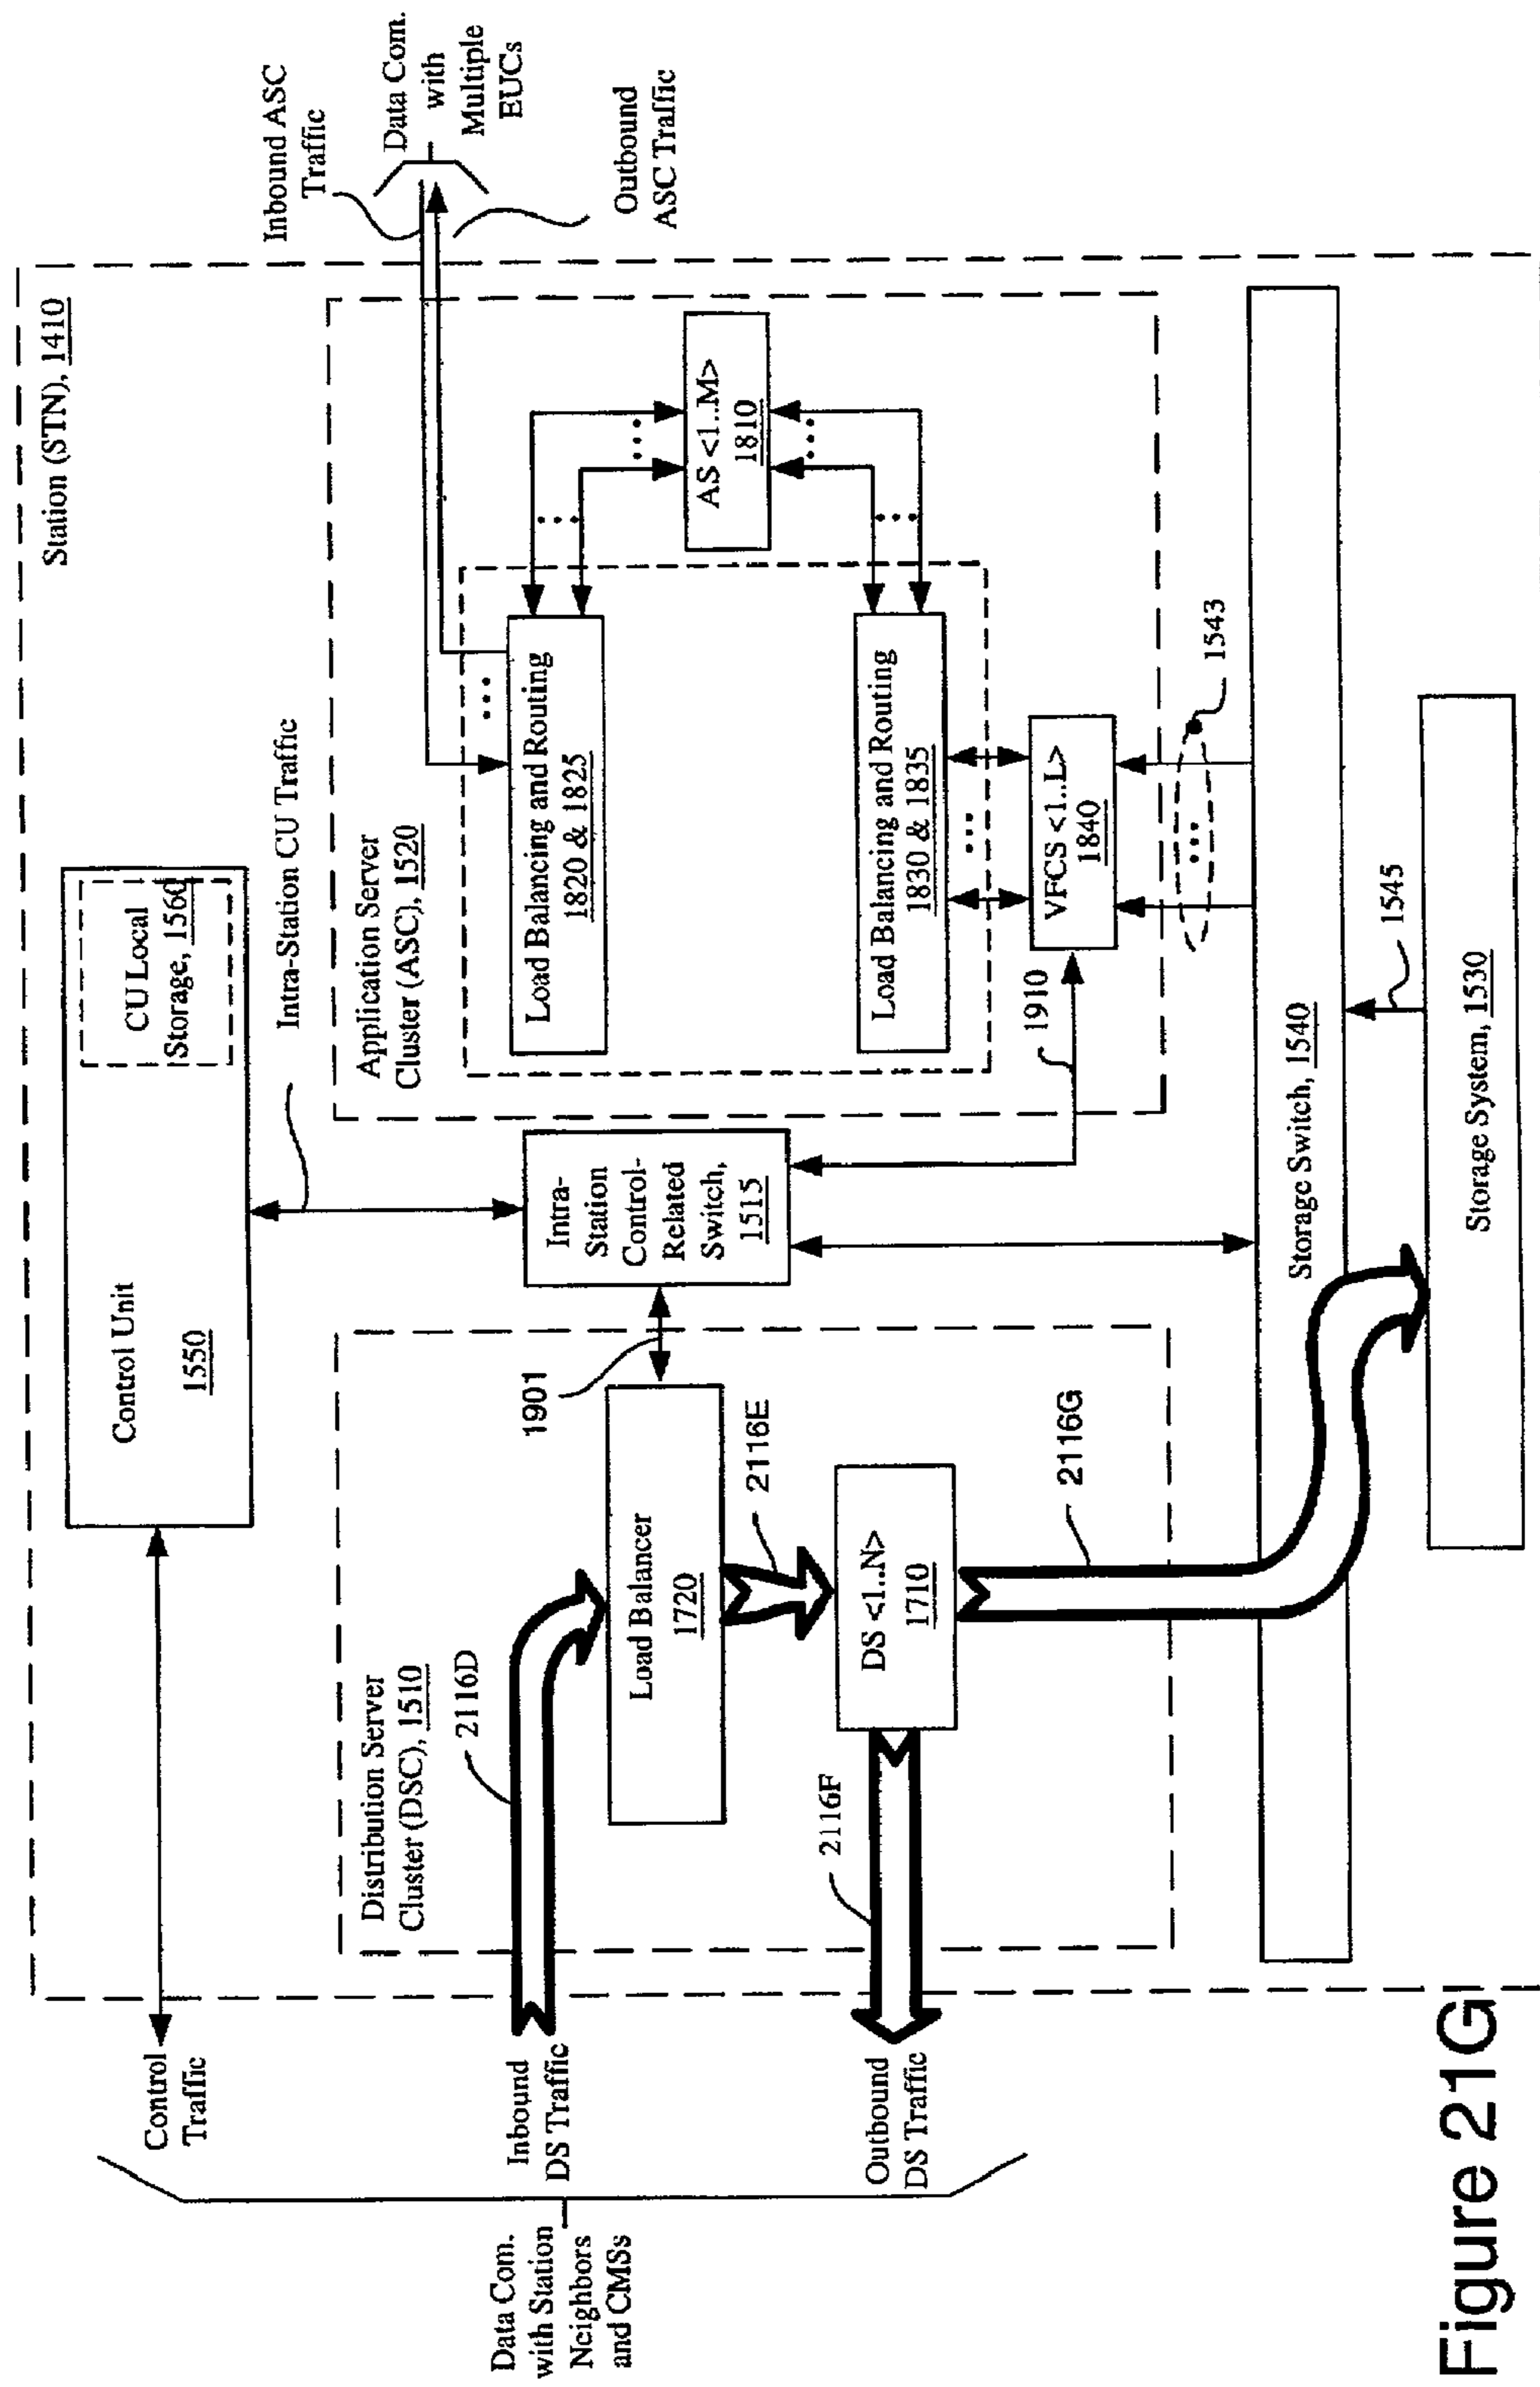 Station (STN), 1410
Control Unit
1550
CU Local
Storage, 1560
Control
Traffic
Intra-Station CU Traffic
Inbound ASC
Traffic
Data Com.
with
Multiple
EUCs
Outbound
ASC Traffic
Data Com.
with Station
Neighbors
and CMSs
Inbound
DS Traffic
Outbound
DS Traffic
Distribution Server
Cluster (DSC), 1510
2116D
Load Balancer
1720
1901
2116E
DS <1..N>
1710
2116F
2116G
Intra-
Station
Control-
Related
Switch,
1515
Application Server
Cluster (ASC), 1520
Load Balancing and Routing
1820 & 1825
...
...
...
AS <1..M>
1810
...
...
Load Balancing and Routing
1830 & 1835
...
1910
VFCS <1..L>
1840
...
1543
Storage Switch, 1540
1545
Storage System, 1530
Figure 21G